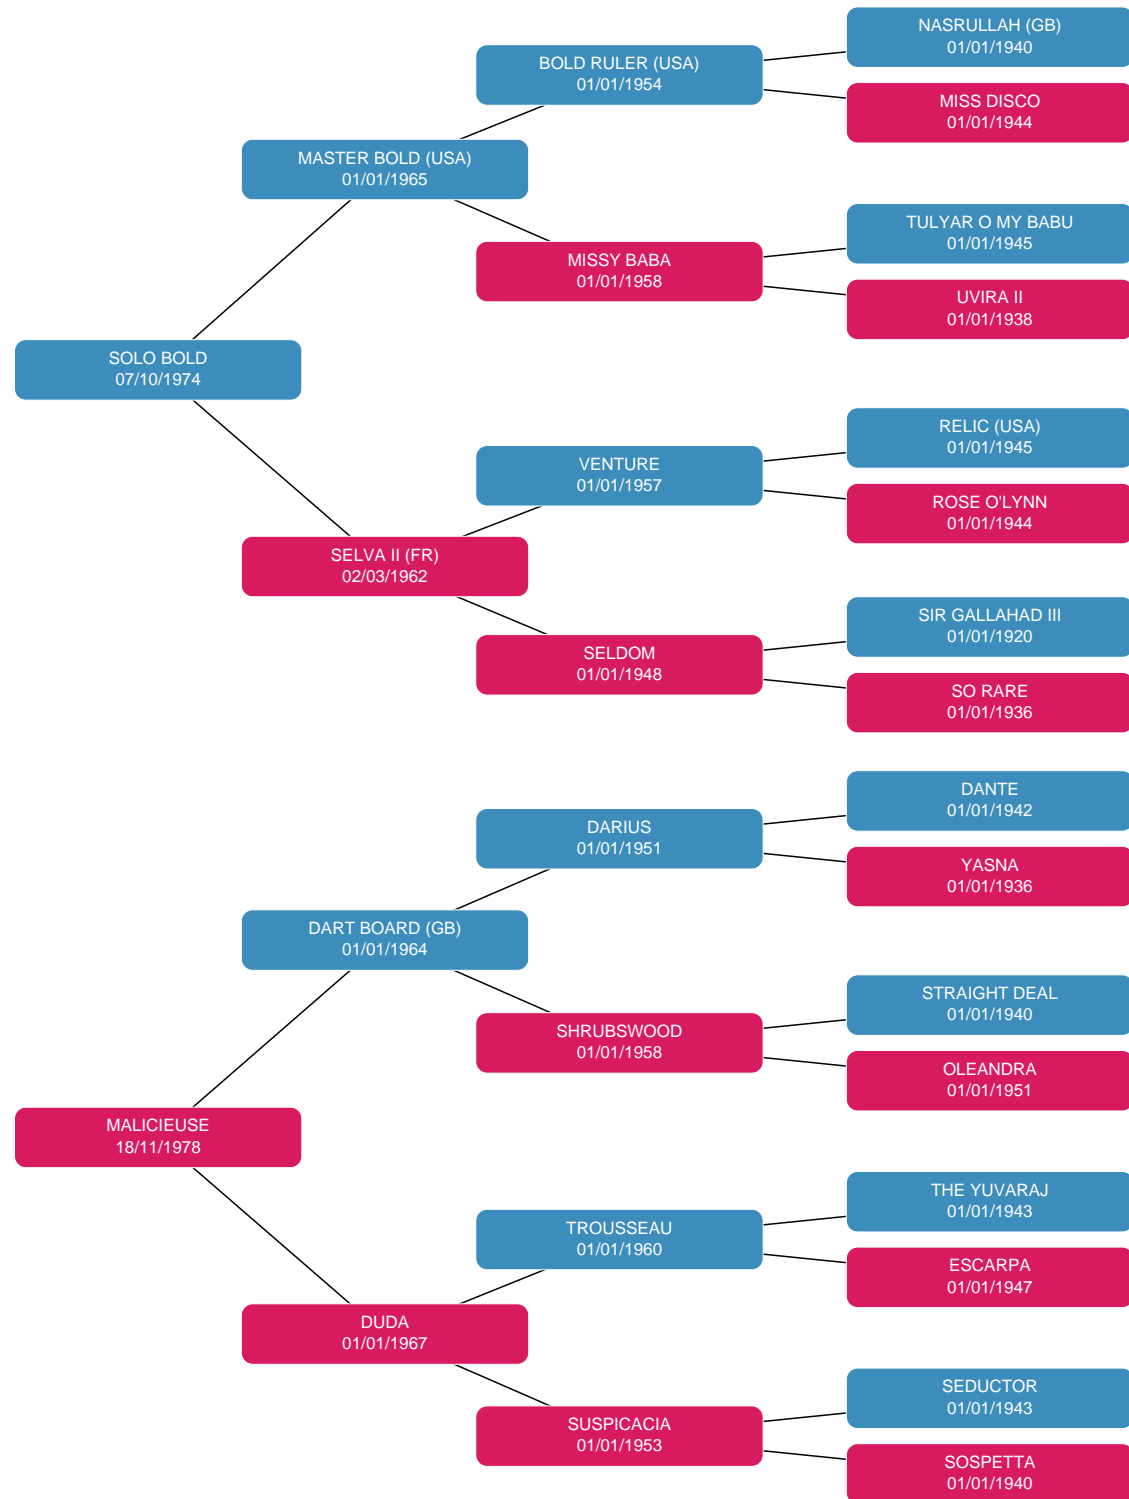 NASRULLAH (GB)
01/01/1940
BOLD RULER (USA)
01/01/1954
MISS DISCO
01/01/1944
MASTER BOLD (USA)
01/01/1965
TULYAR O MY BABU
01/01/1945
MISSY BABA
01/01/1958
UVIRA II
01/01/1938
SOLO BOLD
07/10/1974
RELIC (USA)
01/01/1945
VENTURE
01/01/1957
ROSE O'LYNN
01/01/1944
SELVA II (FR)
02/03/1962
SIR GALLAHAD III
01/01/1920
SELDOM
01/01/1948
SO RARE
01/01/1936
DANTE
01/01/1942
DARIUS
01/01/1951
YASNA
01/01/1936
DART BOARD (GB)
01/01/1964
STRAIGHT DEAL
01/01/1940
SHRUBSWOOD
01/01/1958
OLEANDRA
01/01/1951
MALICIEUSE
18/11/1978
THE YUVARAJ
01/01/1943
TROUSSEAU
01/01/1960
ESCARPA
01/01/1947
DUDA
01/01/1967
SEDUCTOR
01/01/1943
SUSPICACIA
01/01/1953
SOSPETTA
01/01/1940